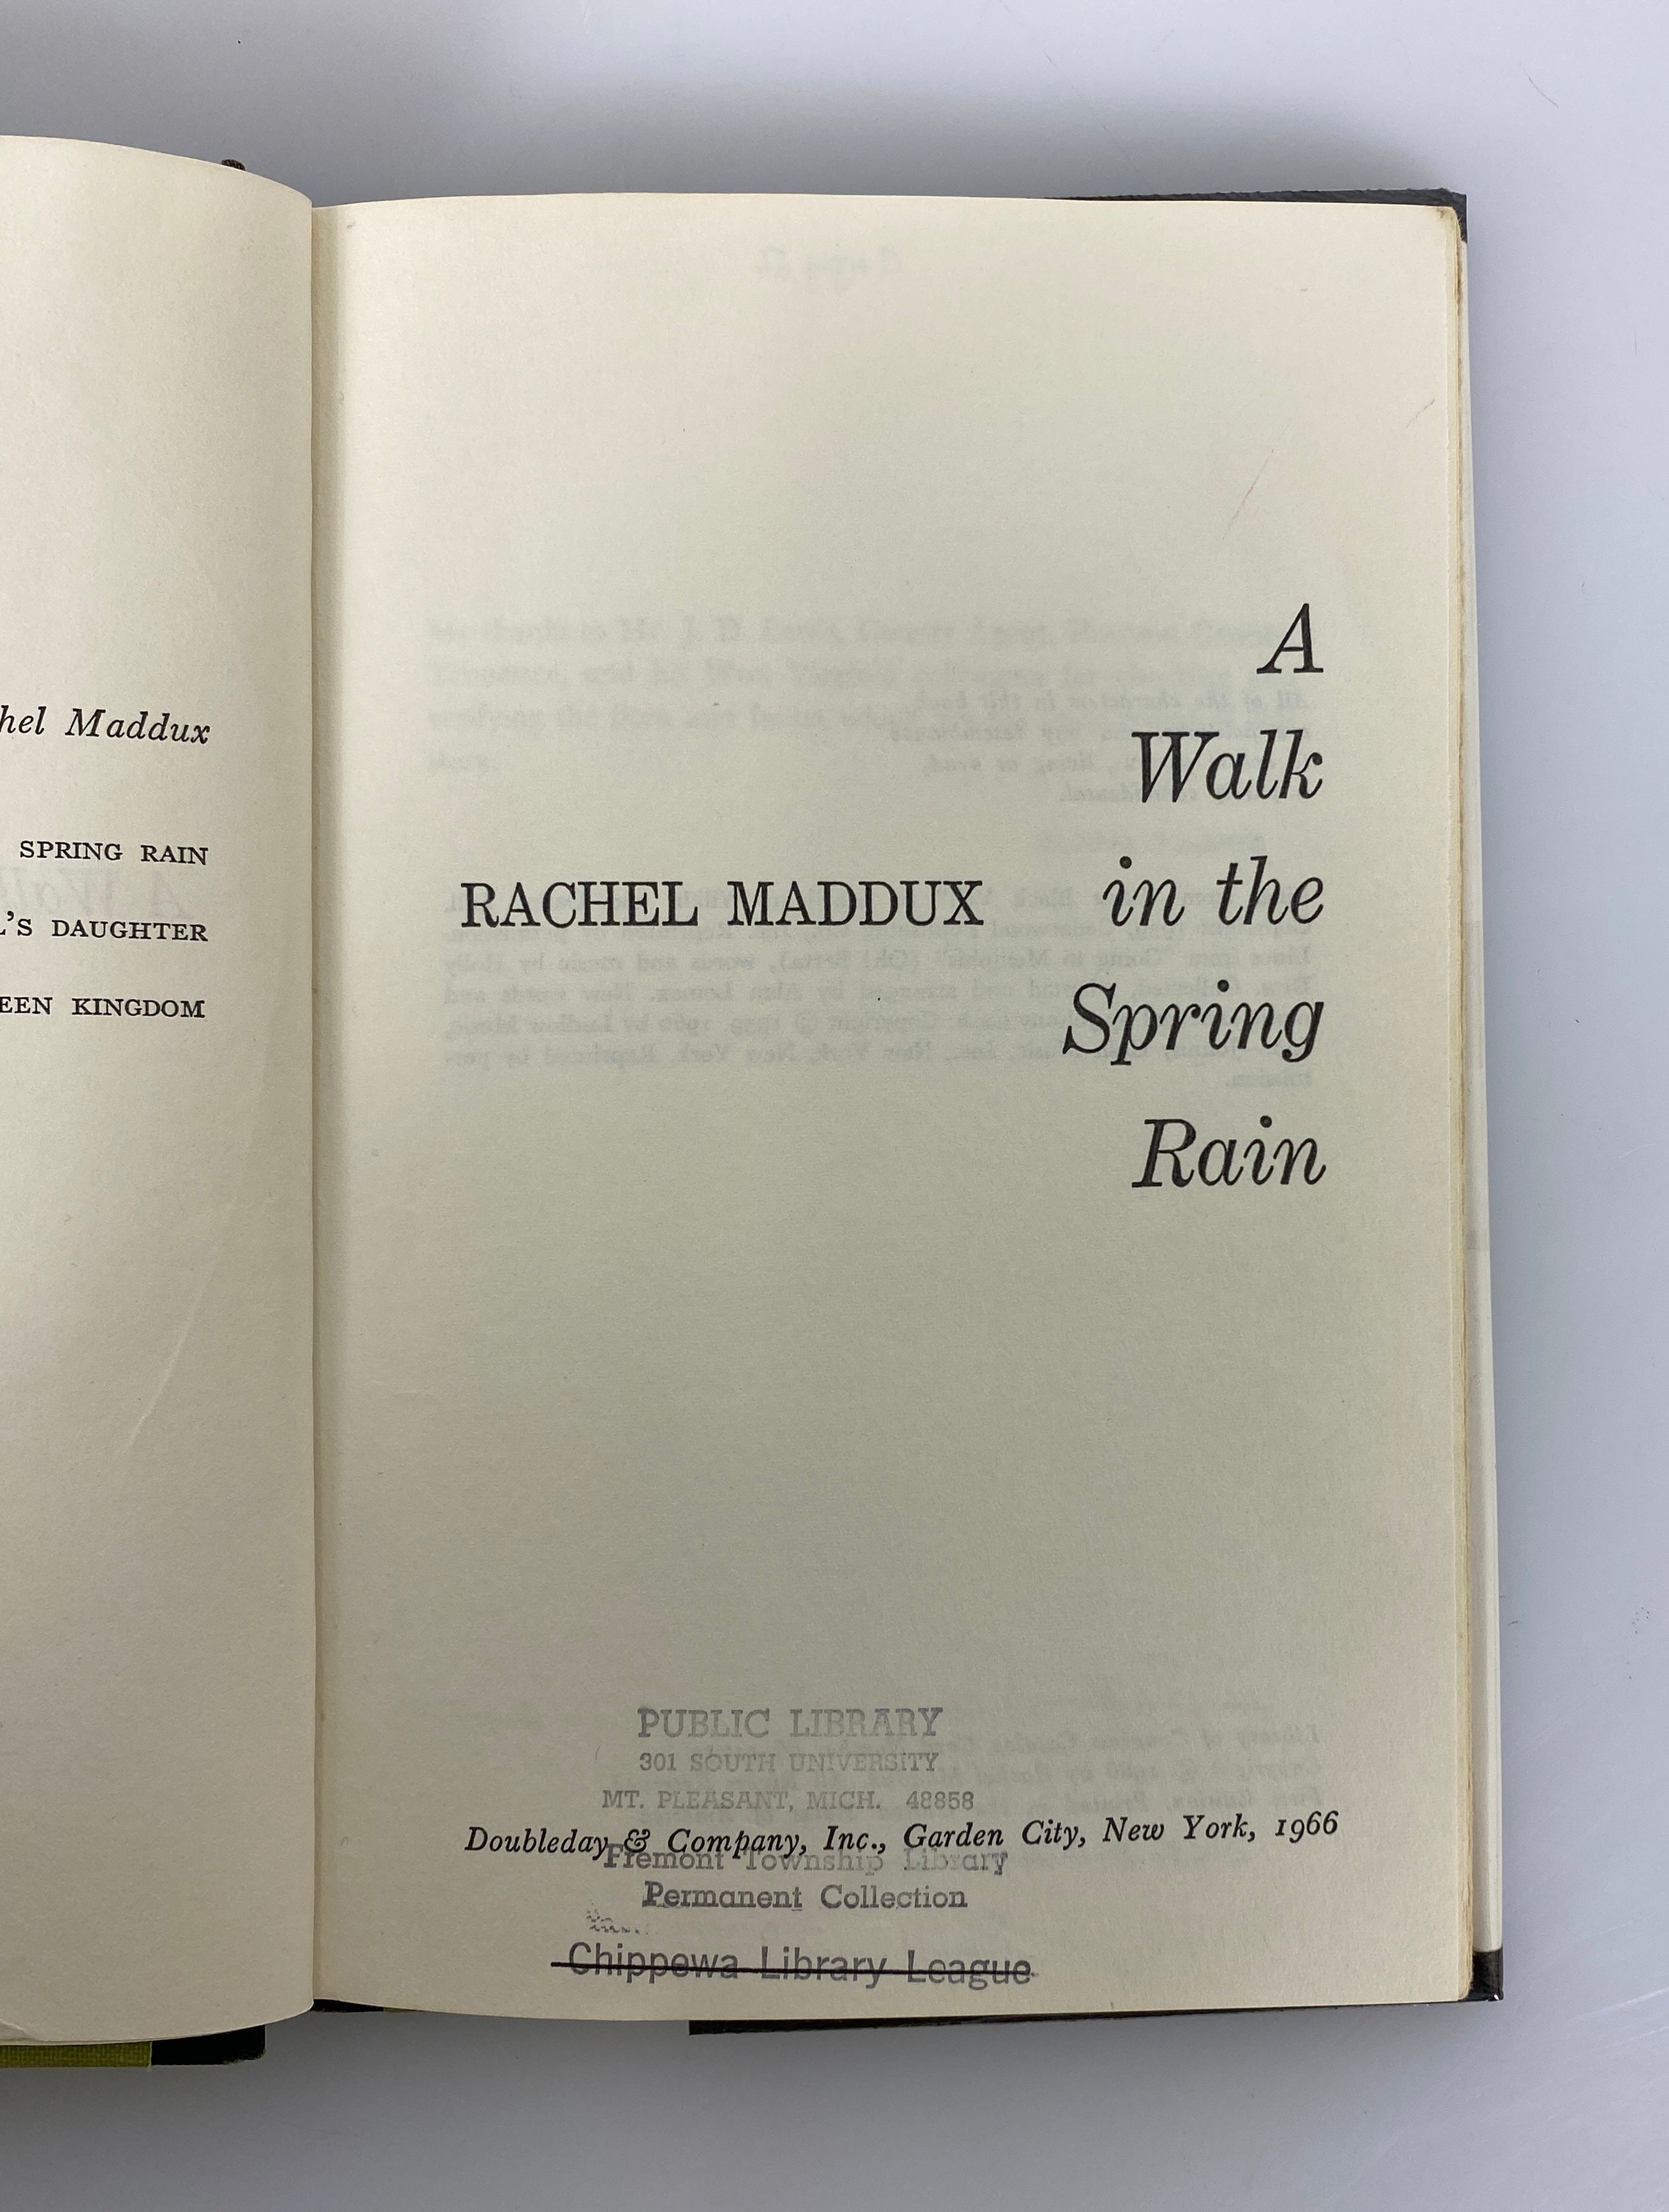 hel Maddux
SPRING RAIN
L'S DAUGHTER
EEN KINGDOM
A
Walk
RACHEL MADDUX in the
Spring
Rain
PUBLIC LIBRARY
301 SOUTH UNIVERSITY
MT. PLEASANT, MICH. 48858
Doubleday & Company, Inc., Garden City, New York, 1966
Fremont Township Library
Permanent Collection
Chippewa Library League